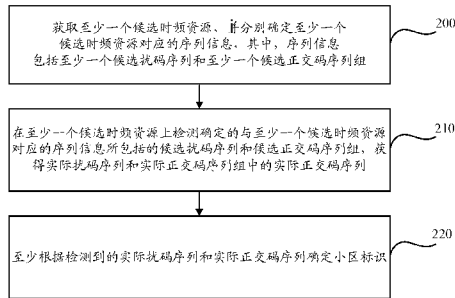 获取至少一个候选时频资源、并分别确定至少一个
候选时频资源对应的序列信息、其中，序列信息
包括至少一个候选扰码序列和至少一个候选正交码序列组
200
在至少一个候选时频资源上检测确定的与至少一个候选时频资源
对应的序列信息所包括的候选扰码序列和候选正交码序列组，获
得实际扰码序列和实际正交码序列组中的实际正交码序列
210
至少根据检测到的实际扰码序列和实际正交码序列确定小区标识
220